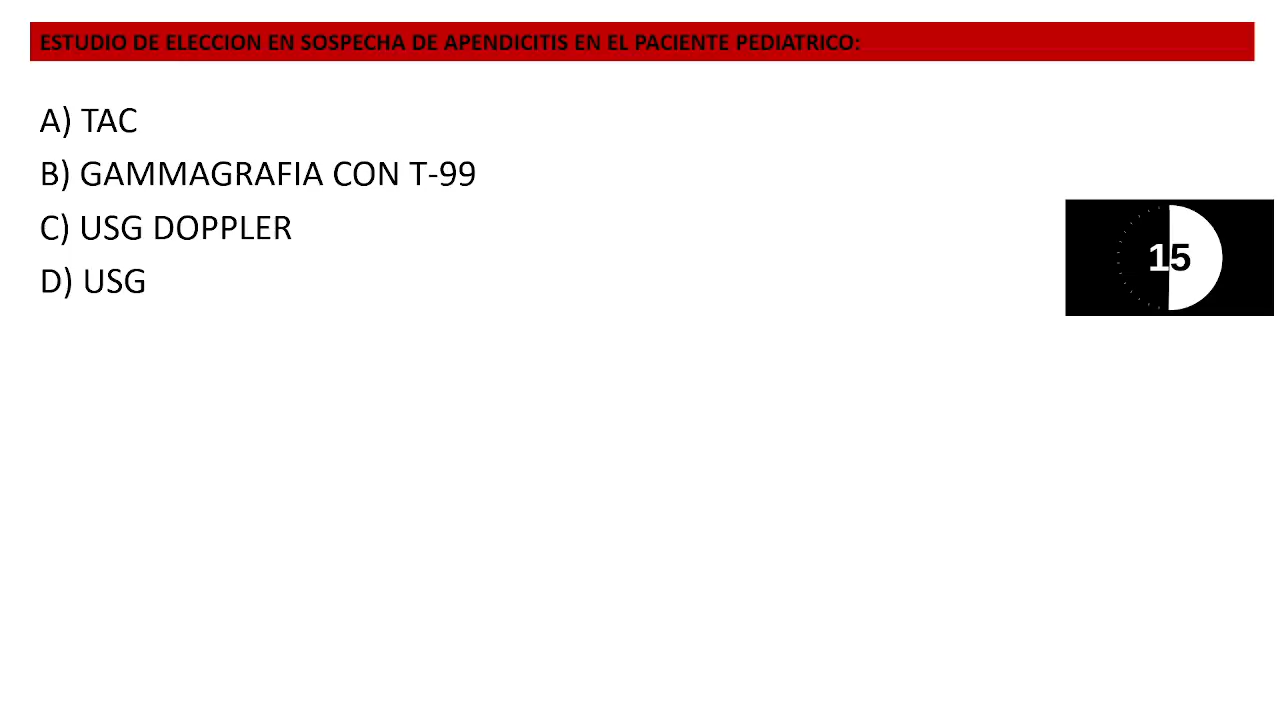 ESTUDIO DE ELECCION EN SOSPECHA DE APENDICITIS EN EL PACIENTE PEDIATRICO:
A) TAC
B) GAMMAGRAFIA CON T-99
C) USG DOPPLER
D) USG
15